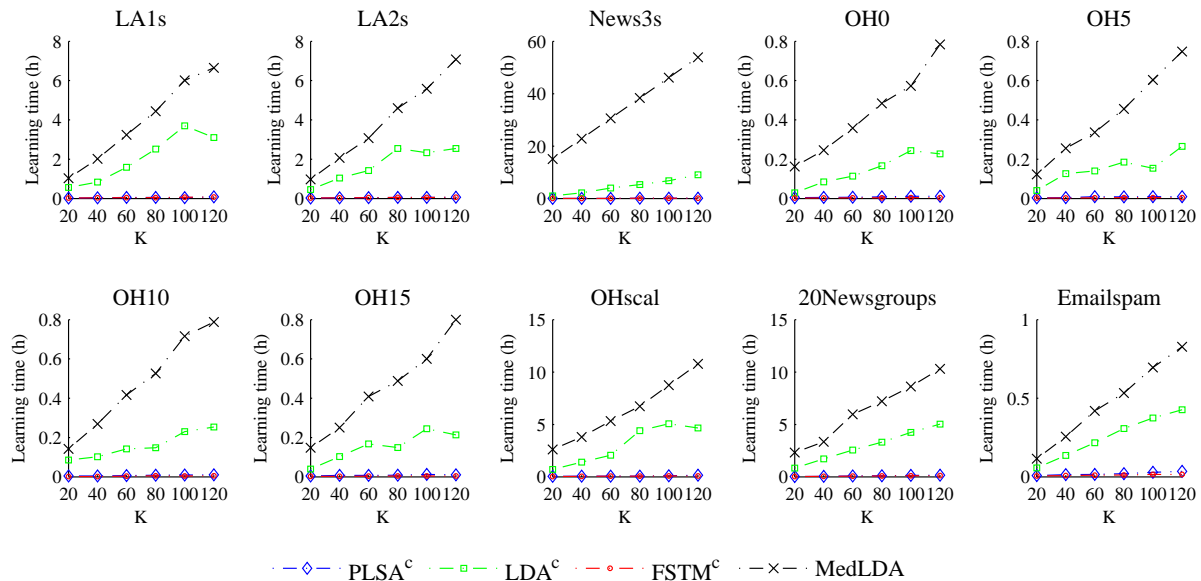 LA1s
8
6
4
2
0
20 40 60 80 100 120
K
Learning time (h)
LA2s
8
6
4
2
0
20 40 60 80 100 120
K
Learning time (h)
News3s
60
40
20
0
20 40 60 80 100 120
K
Learning time (h)
OH0
0.8
0.6
0.4
0.2
0
20 40 60 80 100 120
K
Learning time (h)
OH5
0.8
0.6
0.4
0.2
0
20 40 60 80 100 120
K
Learning time (h)
OH10
0.8
0.6
0.4
0.2
0
20 40 60 80 100 120
K
Learning time (h)
OH15
0.8
0.6
0.4
0.2
0
20 40 60 80 100 120
K
Learning time (h)
OHscal
15
10
5
0
20 40 60 80 100 120
K
Learning time (h)
20Newsgroups
15
10
5
0
20 40 60 80 100 120
K
Learning time (h)
Emailspam
1
0.5
0
20 40 60 80 100 120
K
Learning time (h)
PLSA^c LDA^c FSTM^c MedLDA